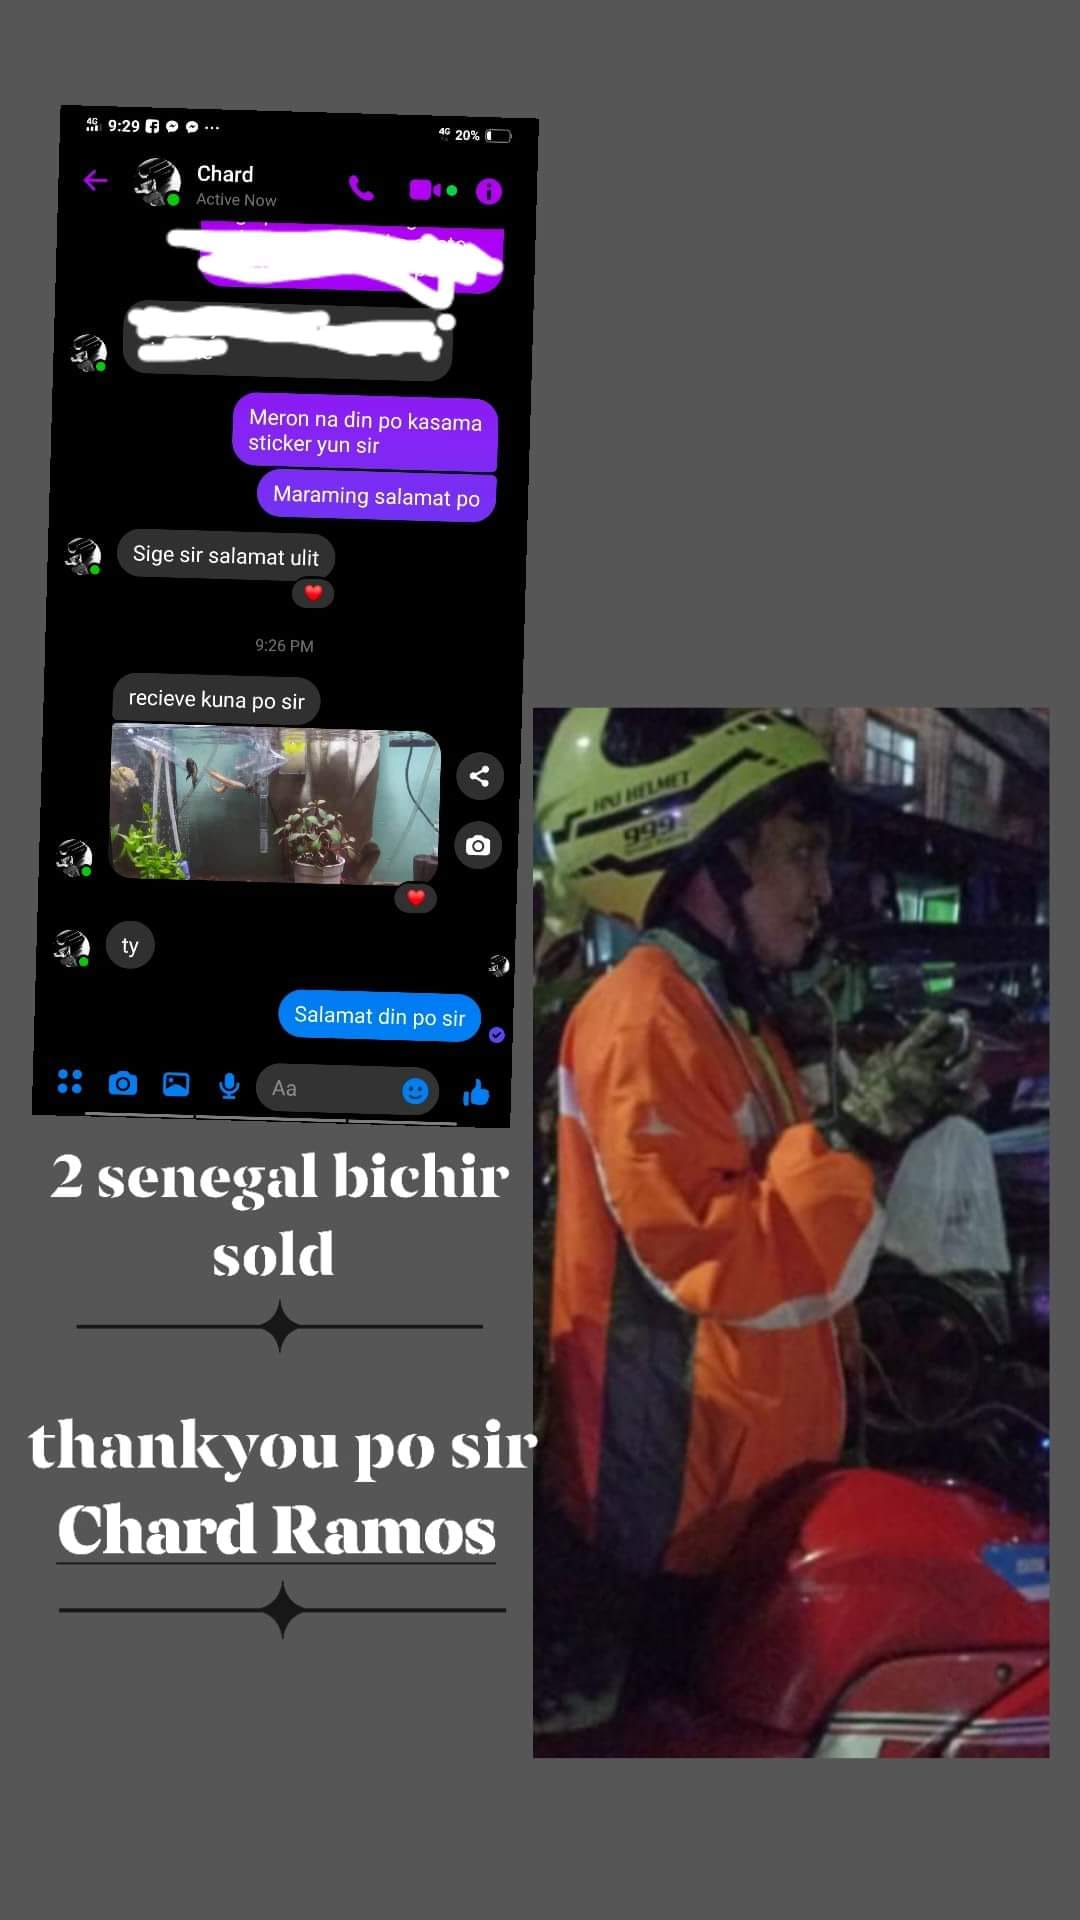 4G 9:29
4G 20%
Chard
Active Now
Meron na din po kasama
sticker yun sir
Maraming salamat po
Sige sir salamat ulit
9:26 PM
recieve kuna po sir
ty
Salamat din po sir
Aa
HNJ HELMET
999
2 senegal bichir
sold
thankyou po sir
Chard Ramos